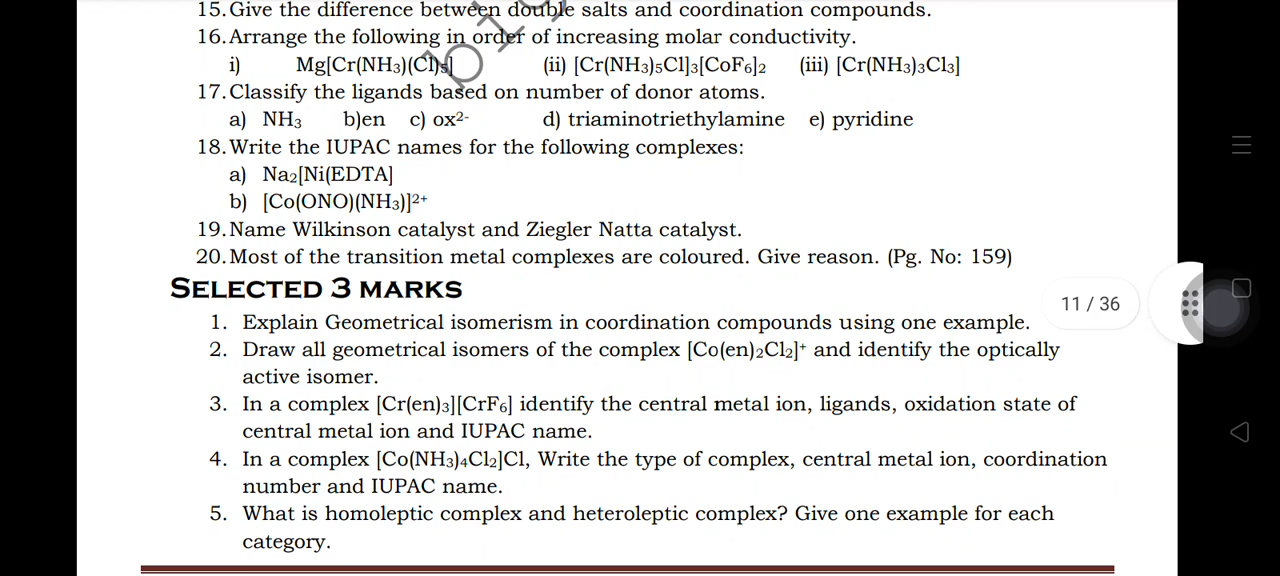 15. Give the difference between double salts and coordination compounds.
16. Arrange the following in order of increasing molar conductivity.
i) Mg[Cr(NH₃)(Cl)₅] (ii) [Cr(NH₃)₅Cl]₃[CoF₆]₂ (iii) [Cr(NH₃)₃Cl₃]
17. Classify the ligands based on number of donor atoms.
a) NH₃ b)en c) ox²⁻ d) triaminotriethylamine e) pyridine
18. Write the IUPAC names for the following complexes:
a) Na₂[Ni(EDTA]
b) [Co(ONO)(NH₃)]²⁺
19. Name Wilkinson catalyst and Ziegler Natta catalyst.
20. Most of the transition metal complexes are coloured. Give reason. (Pg. No: 159)
SELECTED 3 MARKS
11 / 36
1. Explain Geometrical isomerism in coordination compounds using one example.
2. Draw all geometrical isomers of the complex [Co(en)₂Cl₂]⁺ and identify the optically
active isomer.
3. In a complex [Cr(en)₃][CrF₆] identify the central metal ion, ligands, oxidation state of
central metal ion and IUPAC name.
4. In a complex [Co(NH₃)₄Cl₂]Cl, Write the type of complex, central metal ion, coordination
number and IUPAC name.
5. What is homoleptic complex and heteroleptic complex? Give one example for each
category.